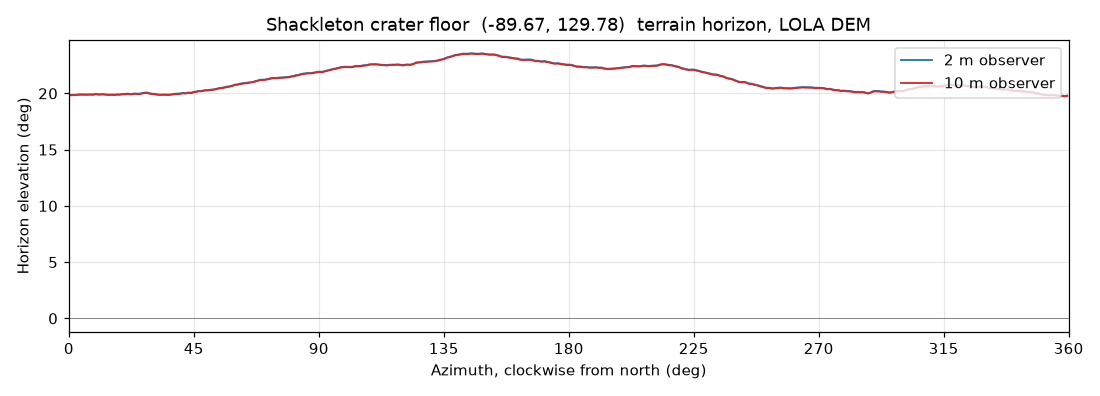 Shackleton crater floor  (-89.67, 129.78)  terrain horizon, LOLA DEM
2 m observer
10 m observer
Horizon elevation (deg)
20
15
10
5
0
0 45 90 135 180 225 270 315 360
Azimuth, clockwise from north (deg)